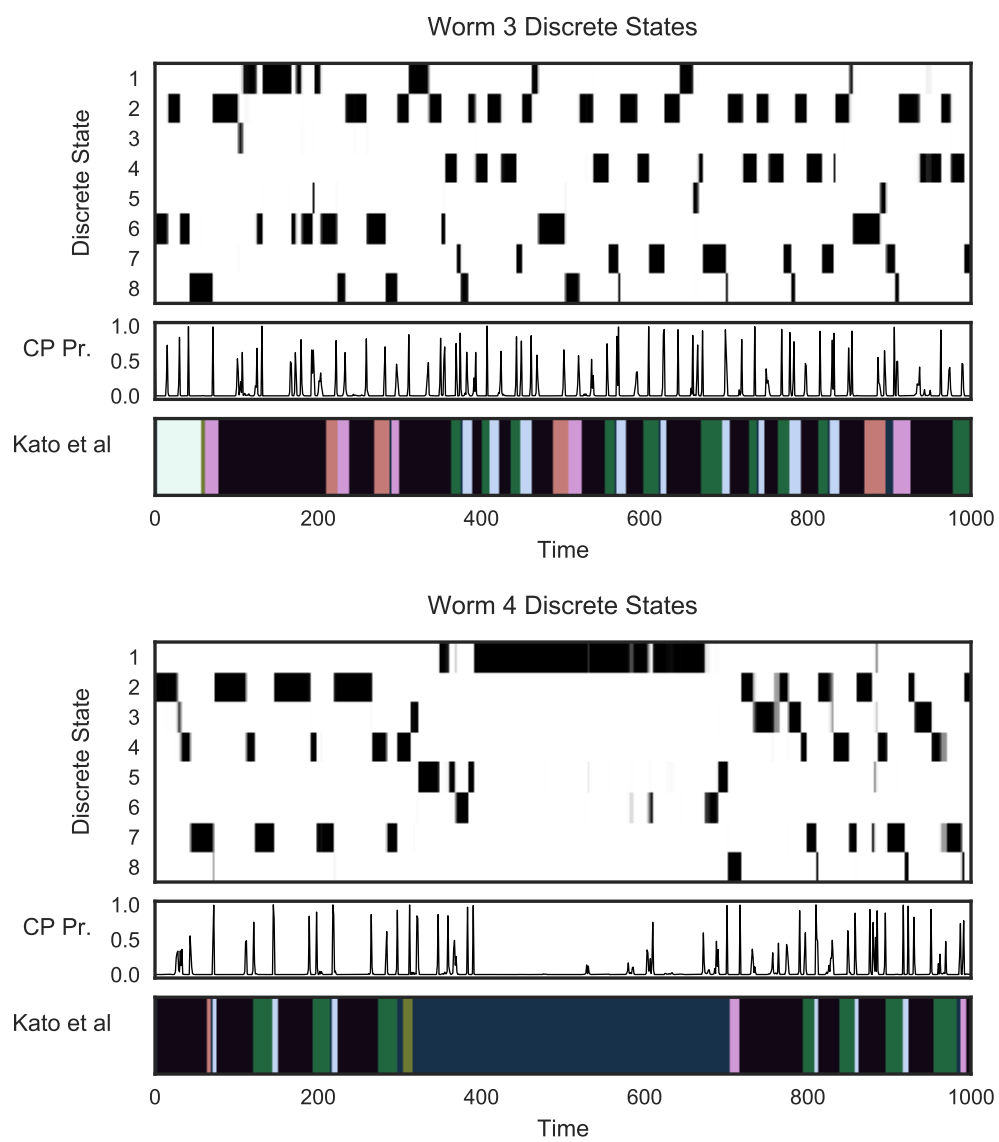 Worm 3 Discrete States
Discrete State
1
2
3
4
5
6
7
8
CP Pr.
1.0
0.5
0.0
Kato et al
0 200 400 600 800 1000
Time
Worm 4 Discrete States
Discrete State
1
2
3
4
5
6
7
8
CP Pr.
1.0
0.5
0.0
Kato et al
0 200 400 600 800 1000
Time